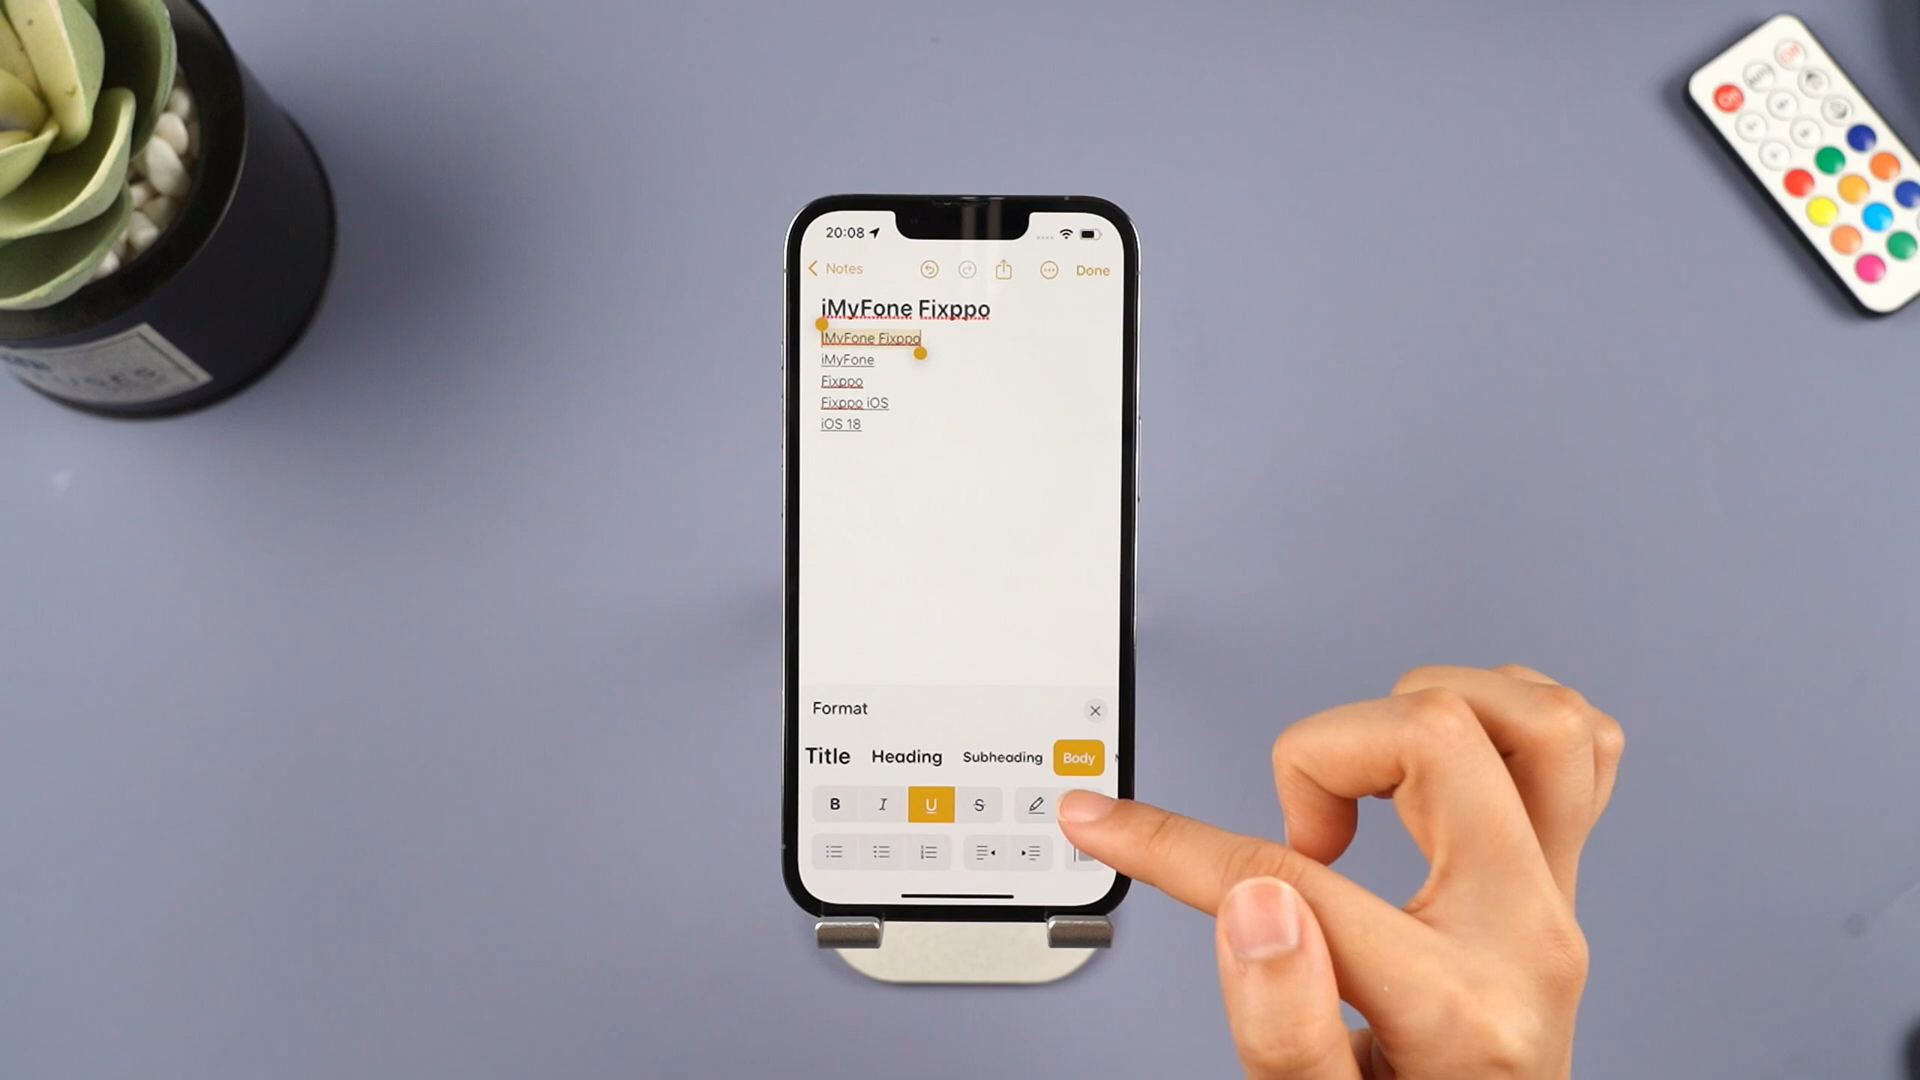 20:08
Notes
Done
iMyFone Fixppo
iMyFone Fixppo
iMyFone
Fixppo
Fixppo iOS
iOS 18
Format
Title Heading Subheading Body
B I U S